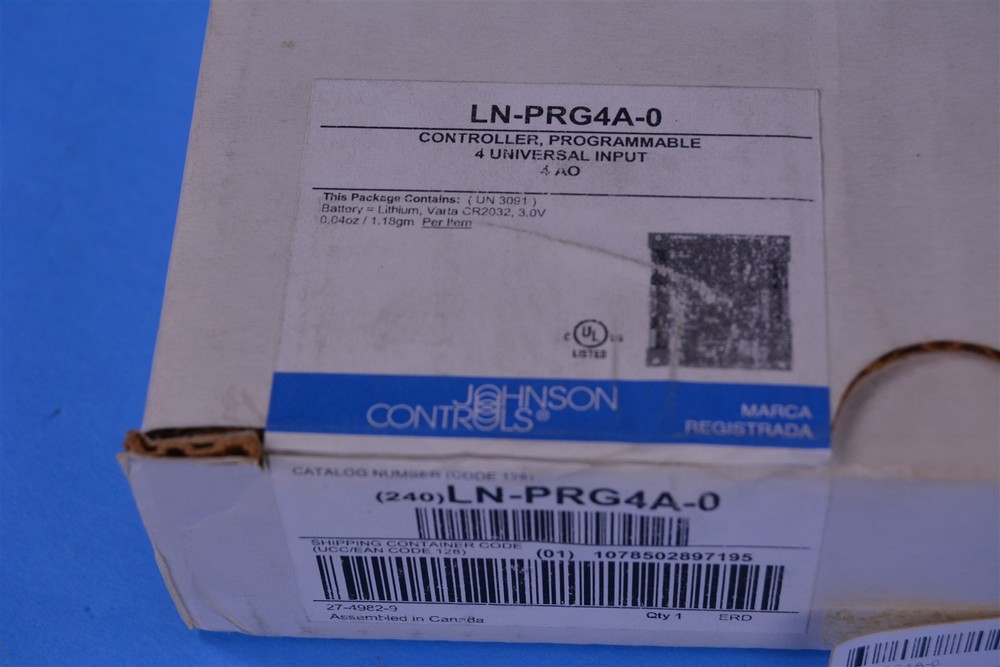 LN-PRG4A-0
CONTROLLER, PROGRAMMABLE
4 UNIVERSAL INPUT
4 AO
This Package Contains: ( UN 3091 )
Battery = Lithium, Varta CR2032, 3.0V
0.04oz / 1.18gm Per Item
C UL US
LISTED
JOHNSON
CONTROLS®
MARCA
REGISTRADA
CATALOG NUMBER (CODE 128)
(240)LN-PRG4A-0
SHIPPING CONTAINER CODE
(UCC/EAN CODE 128)
(01) 1078502897195
27-4982-9
Assembled in Canada
Qty 1
ERD